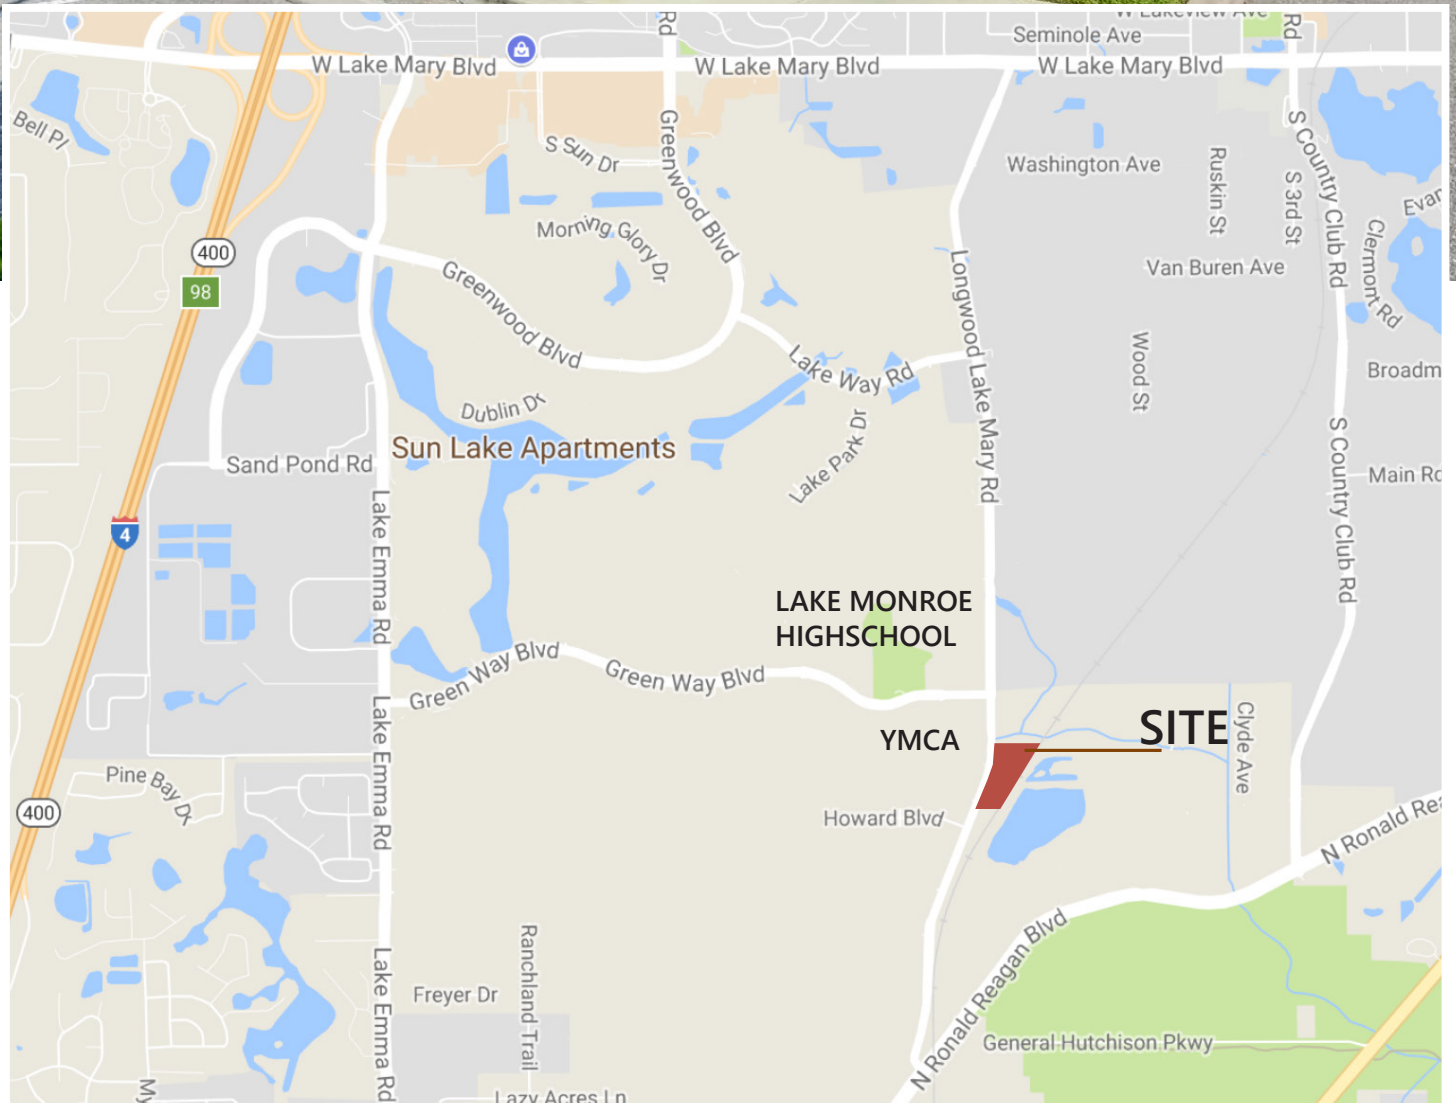 W Lakeview Ave
Rd
Rd
Seminole Ave
W Lake Mary Blvd
W Lake Mary Blvd
W Lake Mary Blvd
Bell Pl
S Sun Dr
Greenwood Blvd
Washington Ave
Ruskin St
S 3rd St
S Country Club Rd
Evan
Morning Glory Dr
Clermont Rd
400
98
Greenwood Blvd
Longwood Lake Mary Rd
Van Buren Ave
Lake Way Rd
Wood St
Broadm
Dublin Dr
Sun Lake Apartments
Lake Park Dr
Sand Pond Rd
S Country Club Rd
Main Rd
4
Lake Emma Rd
LAKE MONROE
HIGHSCHOOL
Green Way Blvd
Green Way Blvd
Lake Emma Rd
YMCA
SITE
Clyde Ave
Pine Bay Dr
400
Howard Blvd
N Ronald Rea
N Ronald Reagan Blvd
Ranchland Trail
Lake Emma Rd
Freyer Dr
General Hutchison Pkwy
My
Lazy Acres Ln